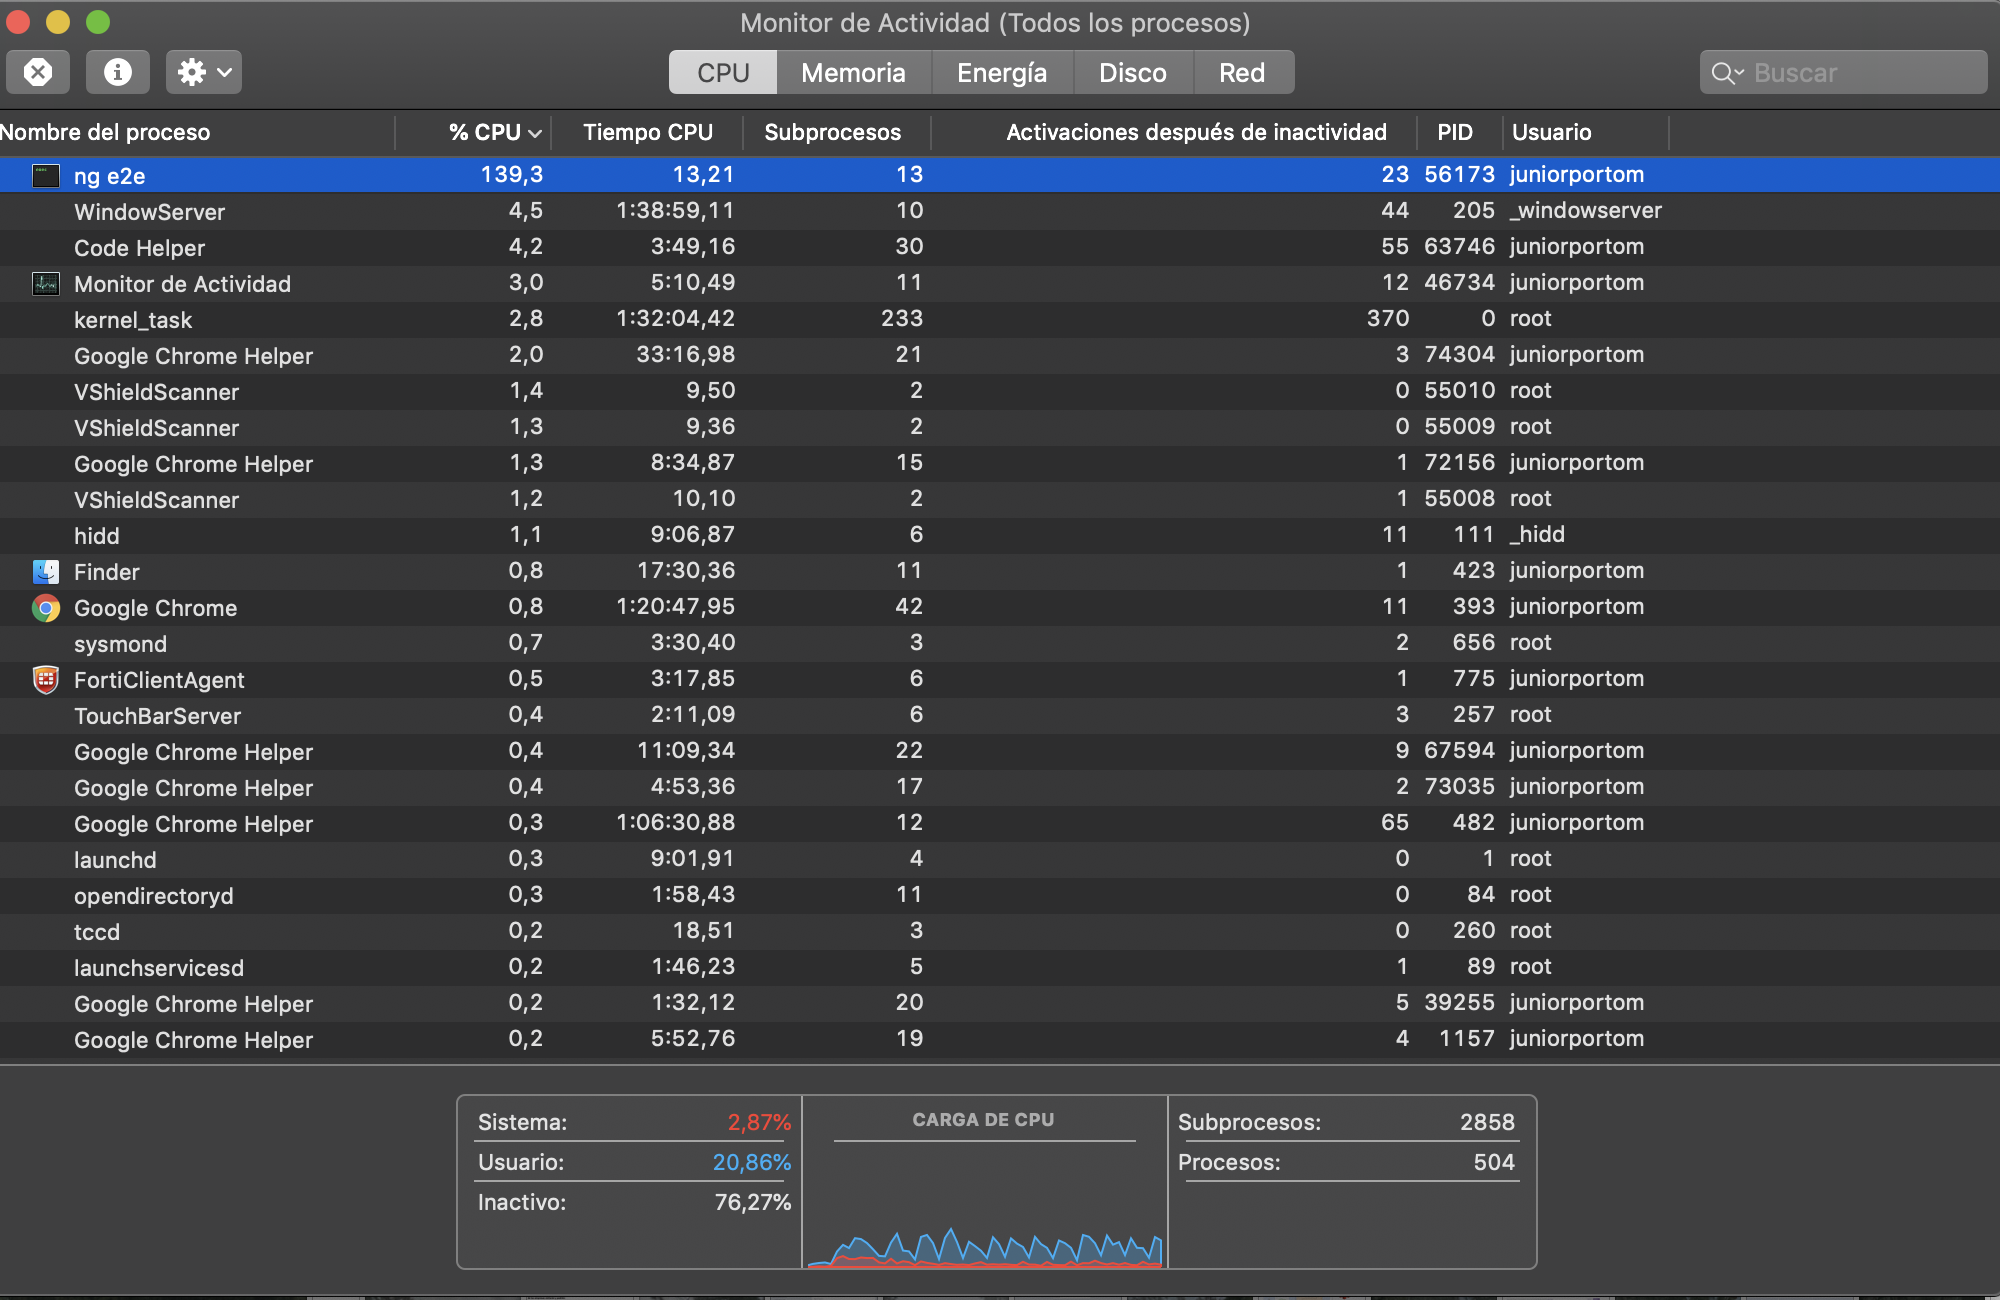 Monitor de Actividad (Todos los procesos)
CPU Memoria Energía Disco Red Buscar
Nombre del proceso % CPU Tiempo CPU Subprocesos Activaciones después de inactividad PID Usuario
ng e2e 139,3 13,21 13 23 56173 juniorportom
WindowServer 4,5 1:38:59,11 10 44 205 _windowserver
Code Helper 4,2 3:49,16 30 55 63746 juniorportom
Monitor de Actividad 3,0 5:10,49 11 12 46734 juniorportom
kernel_task 2,8 1:32:04,42 233 370 0 root
Google Chrome Helper 2,0 33:16,98 21 3 74304 juniorportom
VShieldScanner 1,4 9,50 2 0 55010 root
VShieldScanner 1,3 9,36 2 0 55009 root
Google Chrome Helper 1,3 8:34,87 15 1 72156 juniorportom
VShieldScanner 1,2 10,10 2 1 55008 root
hidd 1,1 9:06,87 6 11 111 _hidd
Finder 0,8 17:30,36 11 1 423 juniorportom
Google Chrome 0,8 1:20:47,95 42 11 393 juniorportom
sysmond 0,7 3:30,40 3 2 656 root
FortiClientAgent 0,5 3:17,85 6 1 775 juniorportom
TouchBarServer 0,4 2:11,09 6 3 257 root
Google Chrome Helper 0,4 11:09,34 22 9 67594 juniorportom
Google Chrome Helper 0,4 4:53,36 17 2 73035 juniorportom
Google Chrome Helper 0,3 1:06:30,88 12 65 482 juniorportom
launchd 0,3 9:01,91 4 0 1 root
opendirectoryd 0,3 1:58,43 11 0 84 root
tccd 0,2 18,51 3 0 260 root
launchservicesd 0,2 1:46,23 5 1 89 root
Google Chrome Helper 0,2 1:32,12 20 5 39255 juniorportom
Google Chrome Helper 0,2 5:52,76 19 4 1157 juniorportom
Sistema: 2,87% CARGA DE CPU Subprocesos: 2858
Usuario: 20,86% Procesos: 504
Inactivo: 76,27%